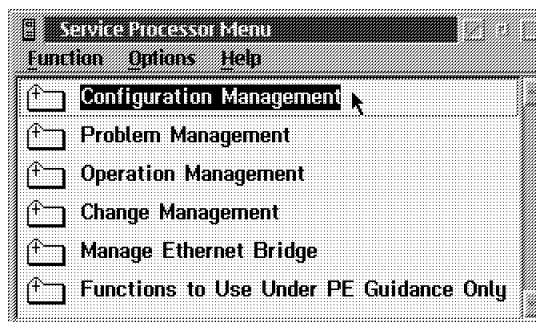 Service Processor Menu
Function Options Help
Configuration Management
Problem Management
Operation Management
Change Management
Manage Ethernet Bridge
Functions to Use Under PE Guidance Only